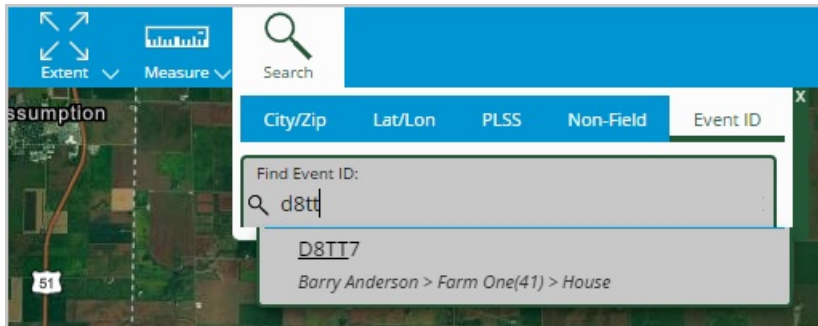 Extent
Measure
Search
ssumption
City/Zip Lat/Lon PLSS Non-Field Event ID
X
Find Event ID:
d8tt
D8TT7
Barry Anderson > Farm One(41) > House
51